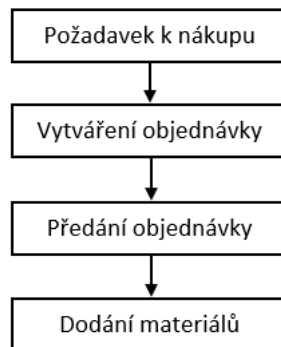 Požadavek k nákupu
Vytváření objednávky
Předání objednávky
Dodání materiálů